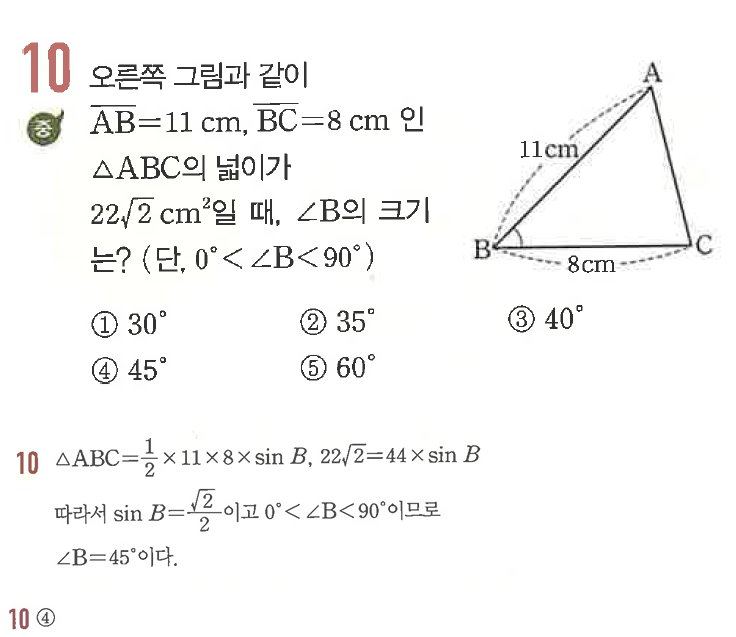 10 오른쪽 그림과 같이
중 AB=11 cm, BC=8 cm 인
△ABC의 넓이가
22√2 cm²일 때, ∠B의 크기
는? (단, 0°<∠B<90°)
A
11cm
B
C
8cm
① 30° ② 35° ③ 40°
④ 45° ⑤ 60°
10 △ABC=1/2×11×8×sin B, 22√2=44×sin B
따라서 sin B=√2/2이고 0°<∠B<90°이므로
∠B=45°이다.
10 ④